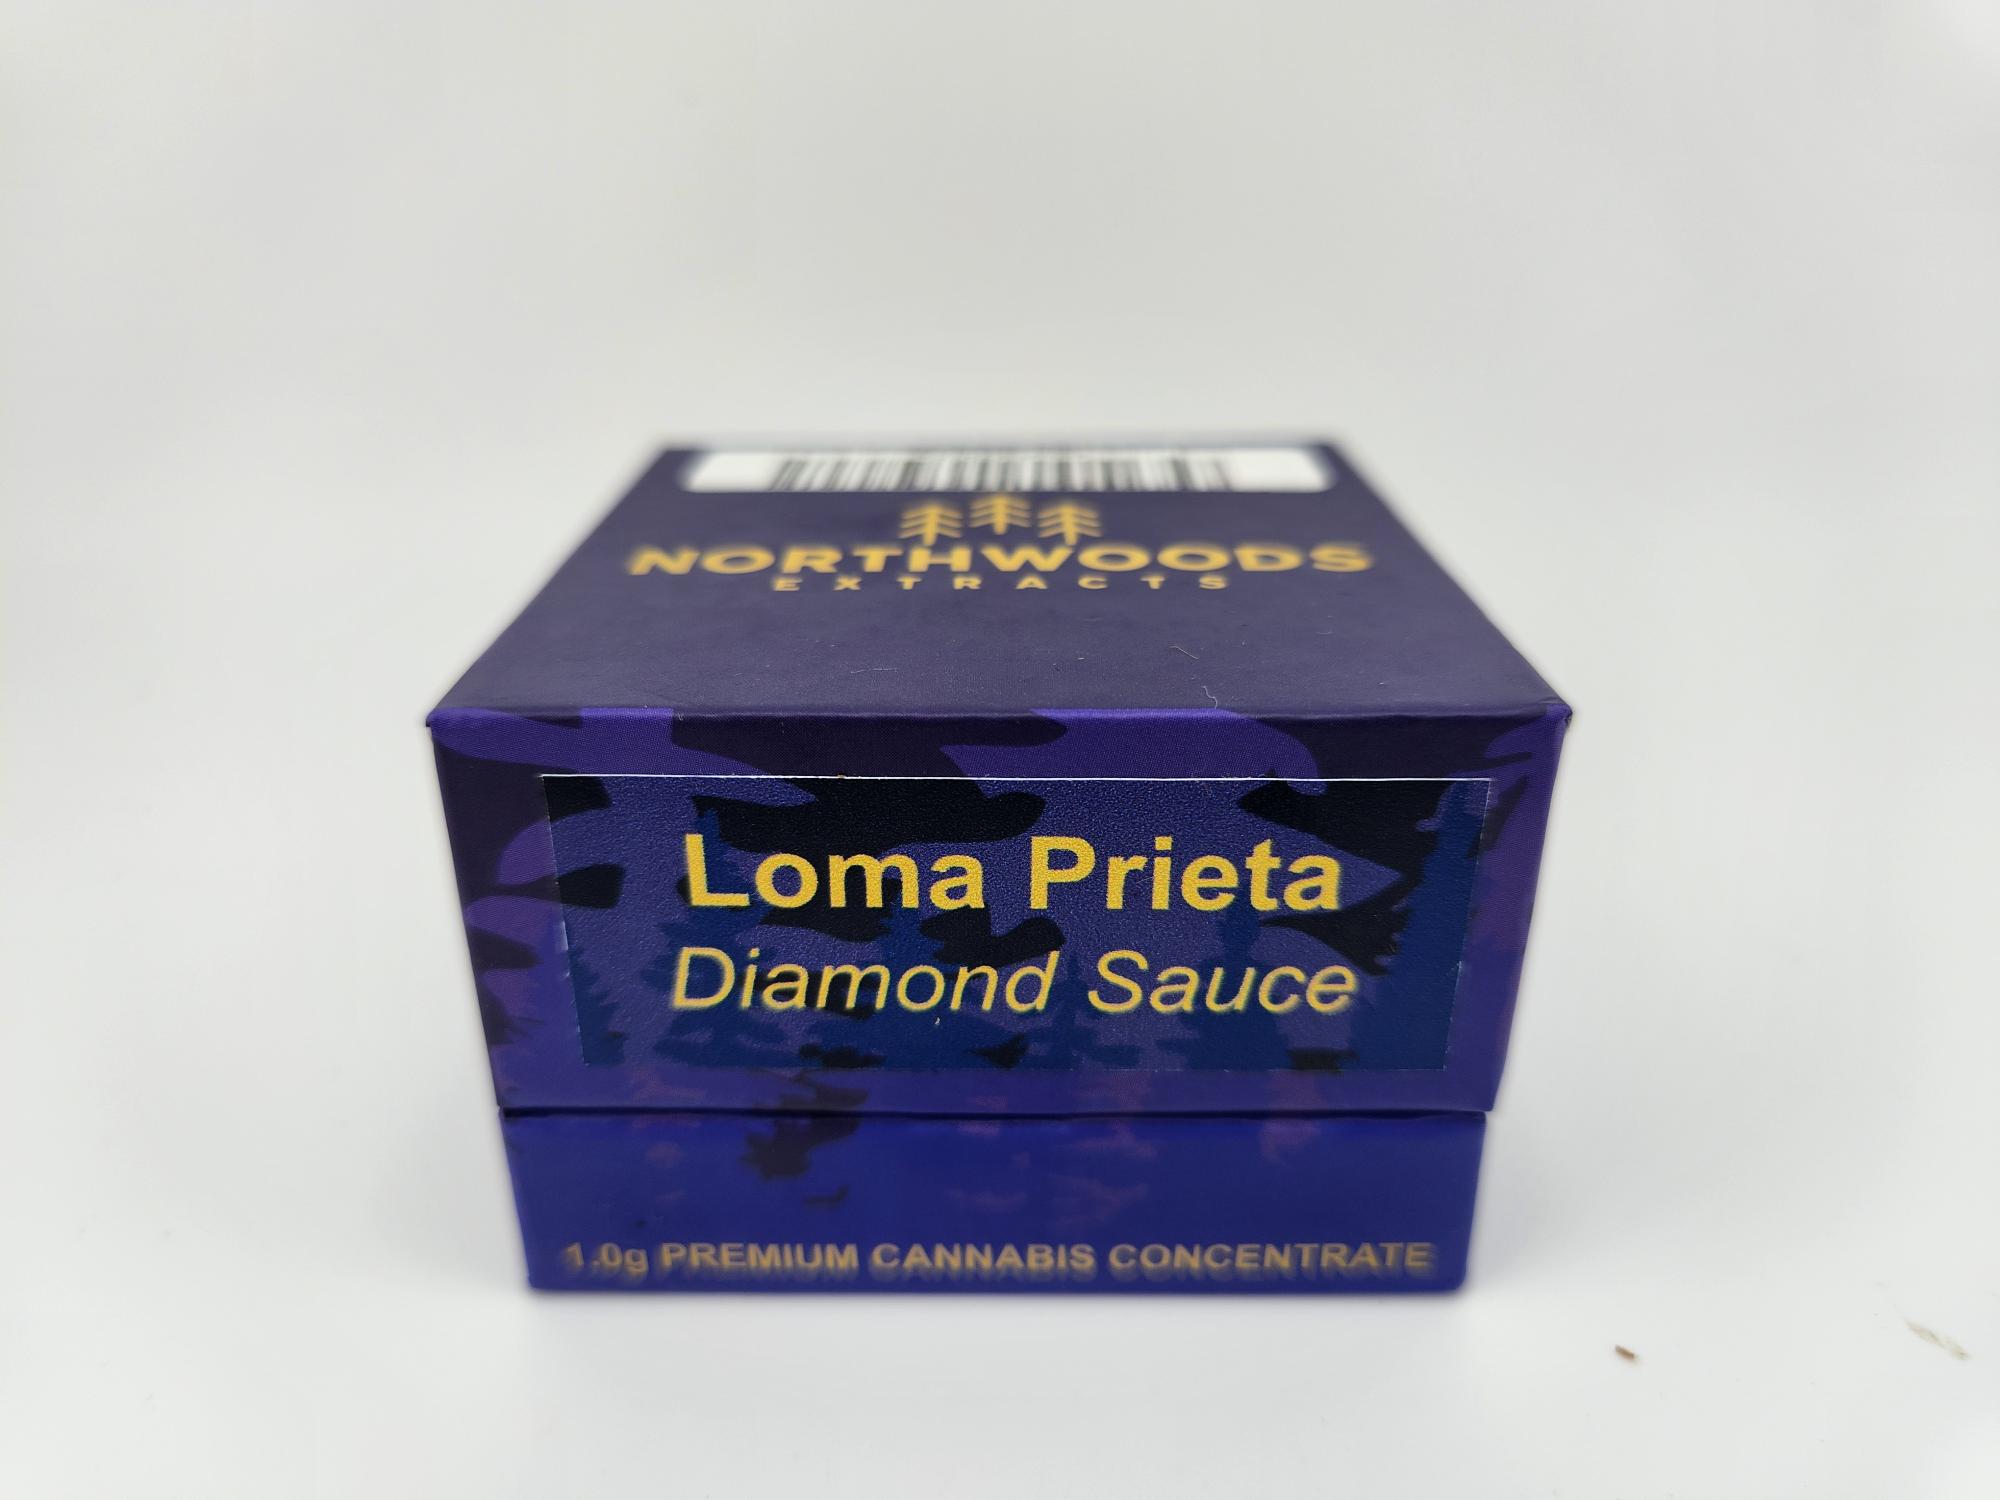 NORTHWOODS
EXTRACTS
Loma Prieta
Diamond Sauce
1.0g PREMIUM CANNABIS CONCENTRATE